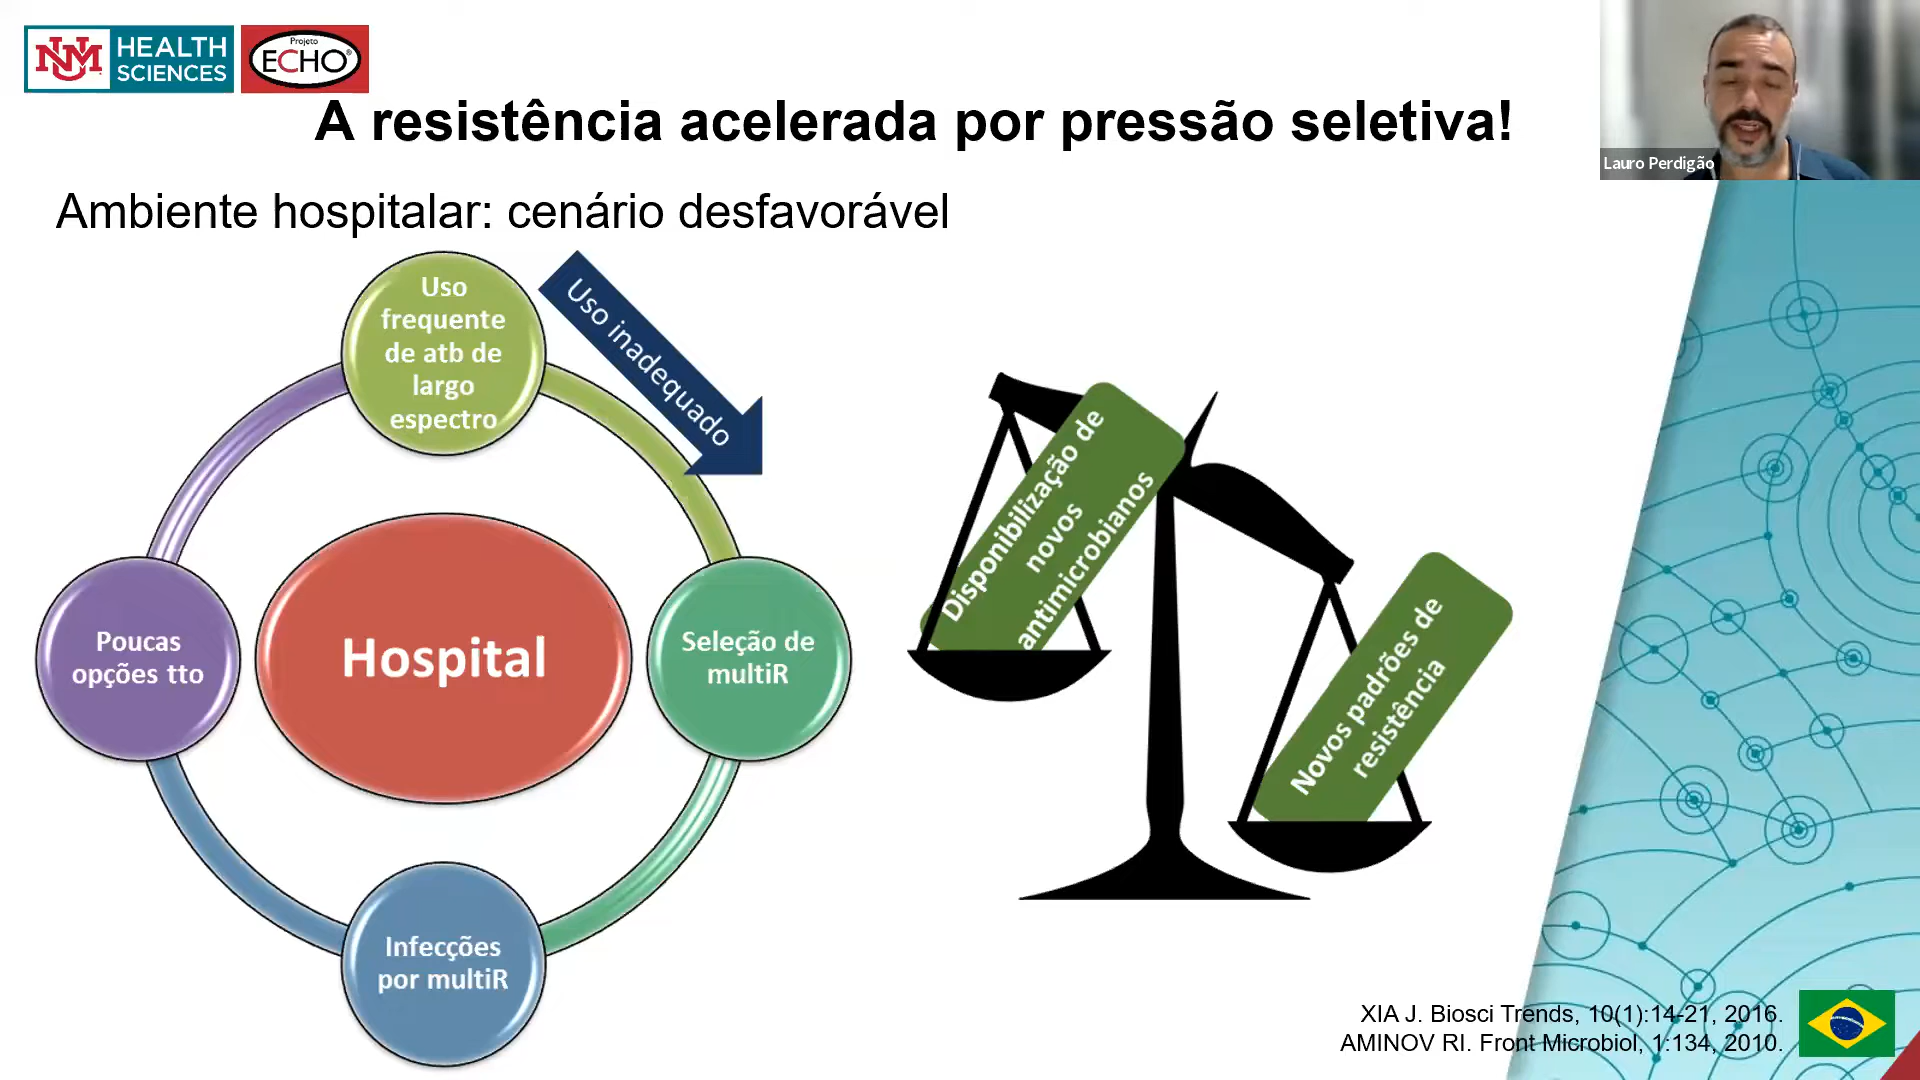 UNM
HEALTH
SCIENCES
Projeto
ECHO®
A resistência acelerada por pressão seletiva!
Lauro Perdigão
Ambiente hospitalar: cenário desfavorável
Uso
frequente
de atb de
largo
espectro
Uso inadequado
Hospital
Poucas
opções tto
Seleção de
multiR
Infecções
por multiR
Disponibilização de
novos
antimicrobianos
Novos padrões de
resistência
XIA J. Biosci Trends, 10(1):14-21, 2016.
AMINOV RI. Front Microbiol, 1:134, 2010.